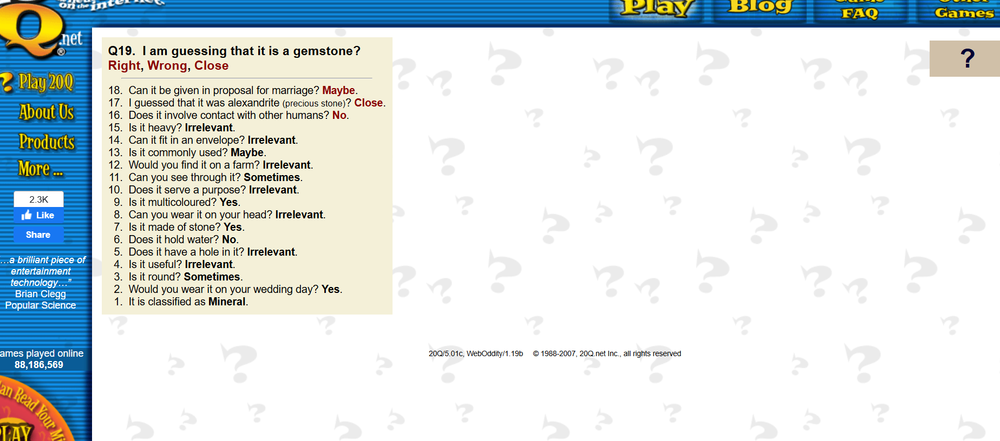 on the internet
Play
Blog
Game
FAQ
Other
Games
Q.net®
Play 20Q
About Us
Products
More ...
2.3K
Like
Share
…a brilliant piece of
entertainment
technology…”
Brian Clegg
Popular Science
ames played online
88,186,569
an Read Your Mi
PLAY
Q19. I am guessing that it is a gemstone?
Right, Wrong, Close
18. Can it be given in proposal for marriage? Maybe.
17. I guessed that it was alexandrite (precious stone)? Close.
16. Does it involve contact with other humans? No.
15. Is it heavy? Irrelevant.
14. Can it fit in an envelope? Irrelevant.
13. Is it commonly used? Maybe.
12. Would you find it on a farm? Irrelevant.
11. Can you see through it? Sometimes.
10. Does it serve a purpose? Irrelevant.
9. Is it multicoloured? Yes.
8. Can you wear it on your head? Irrelevant.
7. Is it made of stone? Yes.
6. Does it hold water? No.
5. Does it have a hole in it? Irrelevant.
4. Is it useful? Irrelevant.
3. Is it round? Sometimes.
2. Would you wear it on your wedding day? Yes.
1. It is classified as Mineral.
?
20Q/5.01c, WebOddity/1.19b © 1988-2007, 20Q.net Inc., all rights reserved